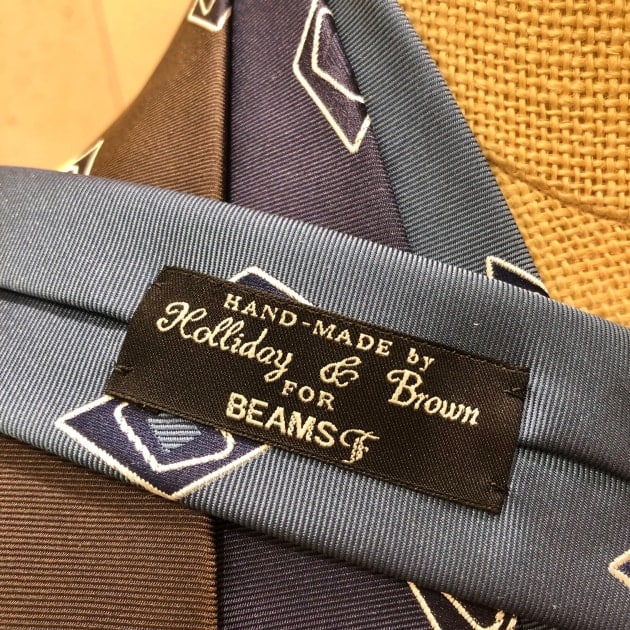 HAND-MADE by
Holliday & Brown
FOR
BEAMS F